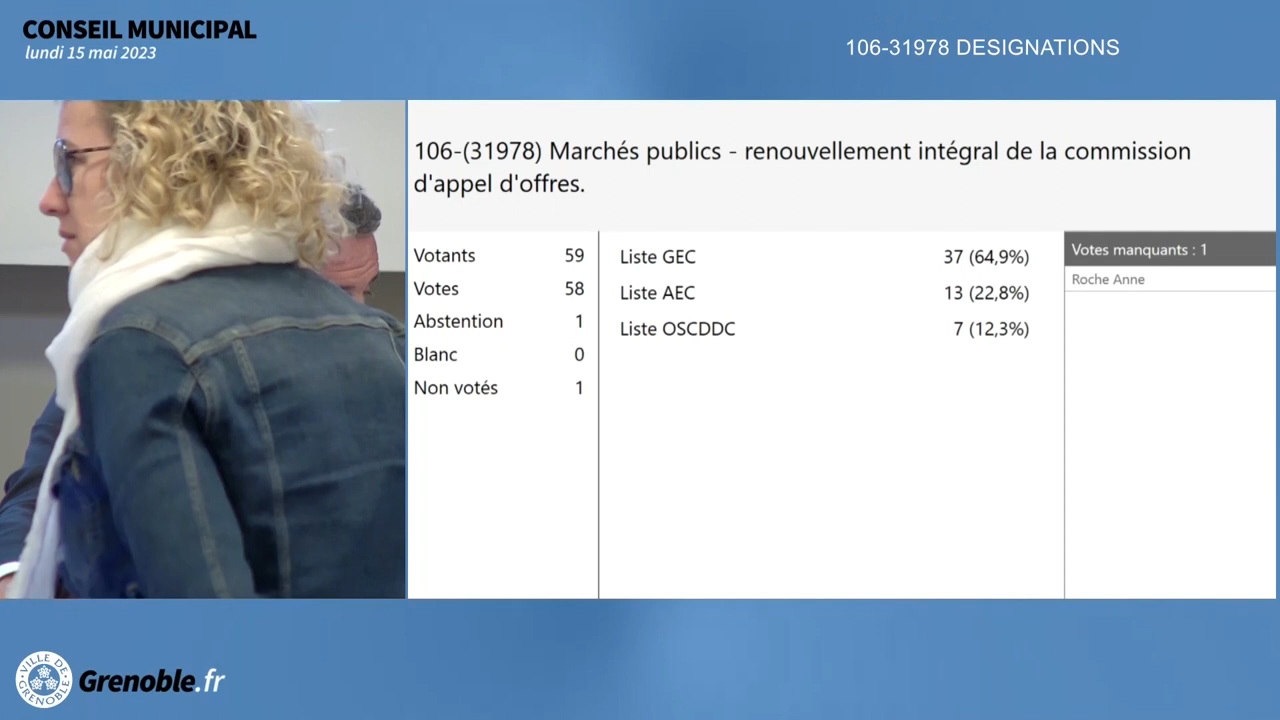 CONSEIL MUNICIPAL
lundi 15 mai 2023
106-31978 DESIGNATIONS
106-(31978) Marchés publics - renouvellement intégral de la commission
d'appel d'offres.
Votants 59
Votes 58
Abstention 1
Blanc 0
Non votés 1
Liste GEC 37 (64,9%)
Liste AEC 13 (22,8%)
Liste OSCDDC 7 (12,3%)
Votes manquants : 1
Roche Anne
VILLE DE
GRENOBLE
Grenoble.fr